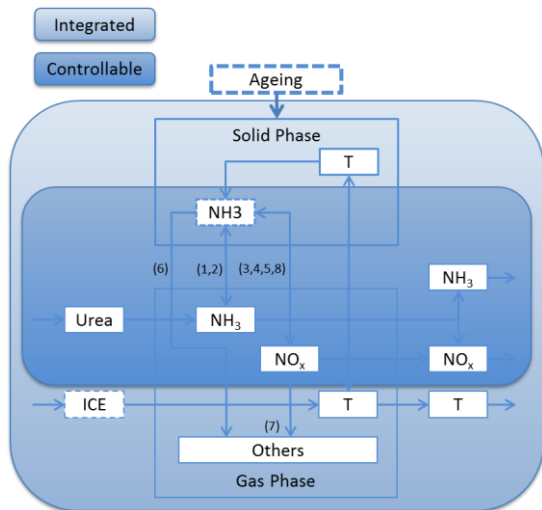 Integrated
Controllable
Ageing
Solid Phase
T
NH3
(6)
(1,2)
(3,4,5,8)
NH₃
Urea
NH₃
NOₓ
NOₓ
ICE
T
T
(7)
Others
Gas Phase